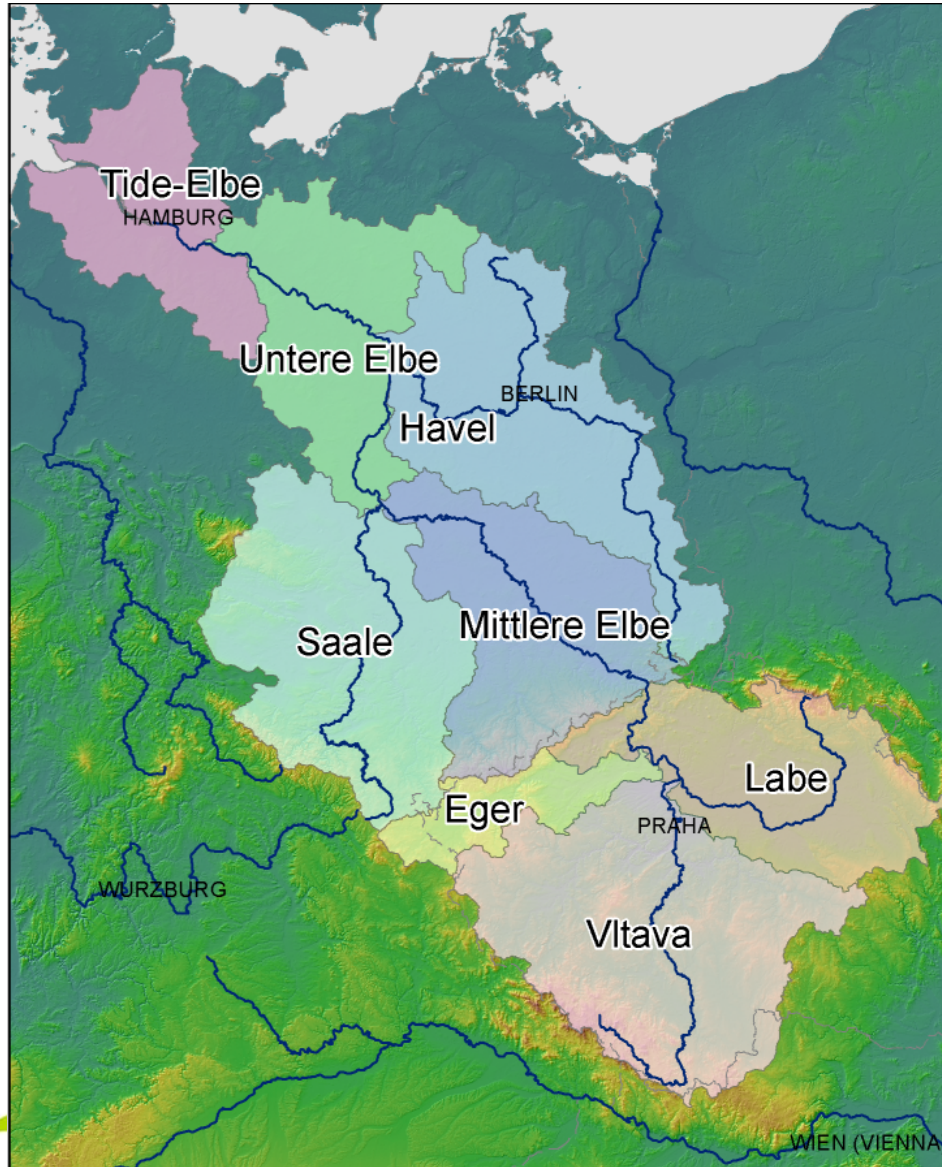 Tide-Elbe
HAMBURG
Untere Elbe
BERLIN
Havel
Mittlere Elbe
Saale
Labe
Eger
PRAHA
WURZBURG
Vltava
WIEN (VIENNA